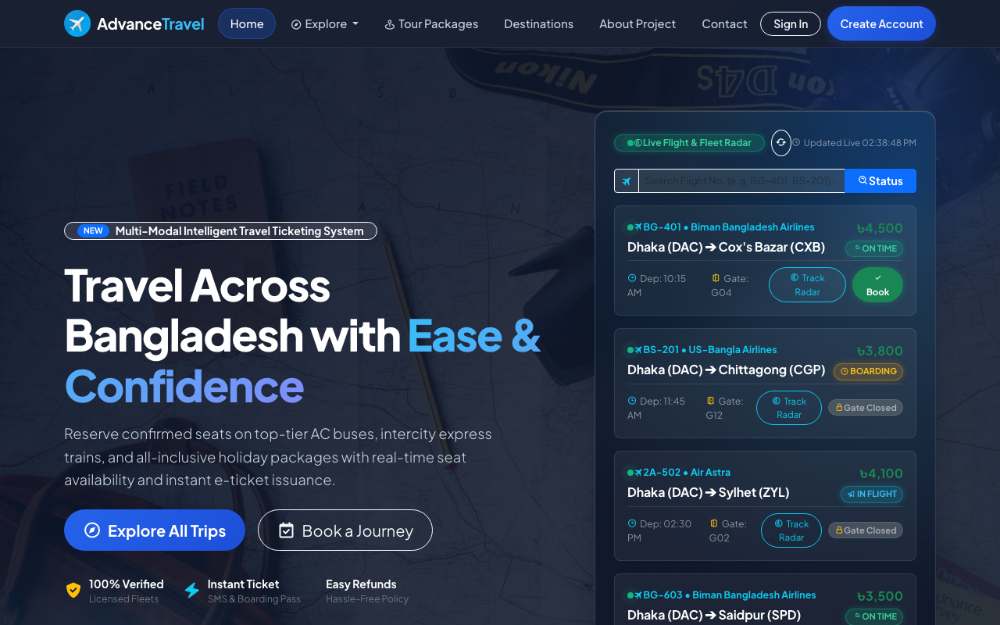 AdvanceTravel
Home
Explore
Tour Packages
Destinations
About Project
Contact
Sign In
Create Account
Nikon
S A L I S B
FIELD
NOTES
L A I N
NEW Multi-Modal Intelligent Travel Ticketing System
Travel Across
Bangladesh with Ease &
Confidence
Reserve confirmed seats on top-tier AC buses, intercity express
trains, and all-inclusive holiday packages with real-time seat
availability and instant e-ticket issuance.
Explore All Trips
Book a Journey
100% Verified
Licensed Fleets
Instant Ticket
SMS & Boarding Pass
Easy Refunds
Hassle-Free Policy
Live Flight & Fleet Radar
Updated Live 02:38:48 PM
Search Flight No. (e.g. BG-401, BS-201)...
Status
BG-401 • Biman Bangladesh Airlines
৳4,500
Dhaka (DAC) ➔ Cox's Bazar (CXB)
ON TIME
Dep: 10:15
AM
Gate:
G04
Track
Radar
Book
BS-201 • US-Bangla Airlines
৳3,800
Dhaka (DAC) ➔ Chittagong (CGP)
BOARDING
Dep: 11:45
AM
Gate:
G12
Track
Radar
Gate Closed
2A-502 • Air Astra
৳4,100
Dhaka (DAC) ➔ Sylhet (ZYL)
IN FLIGHT
Dep: 02:30
PM
Gate:
G02
Track
Radar
Gate Closed
BG-603 • Biman Bangladesh Airlines
৳3,500
Dhaka (DAC) ➔ Saidpur (SPD)
ON TIME